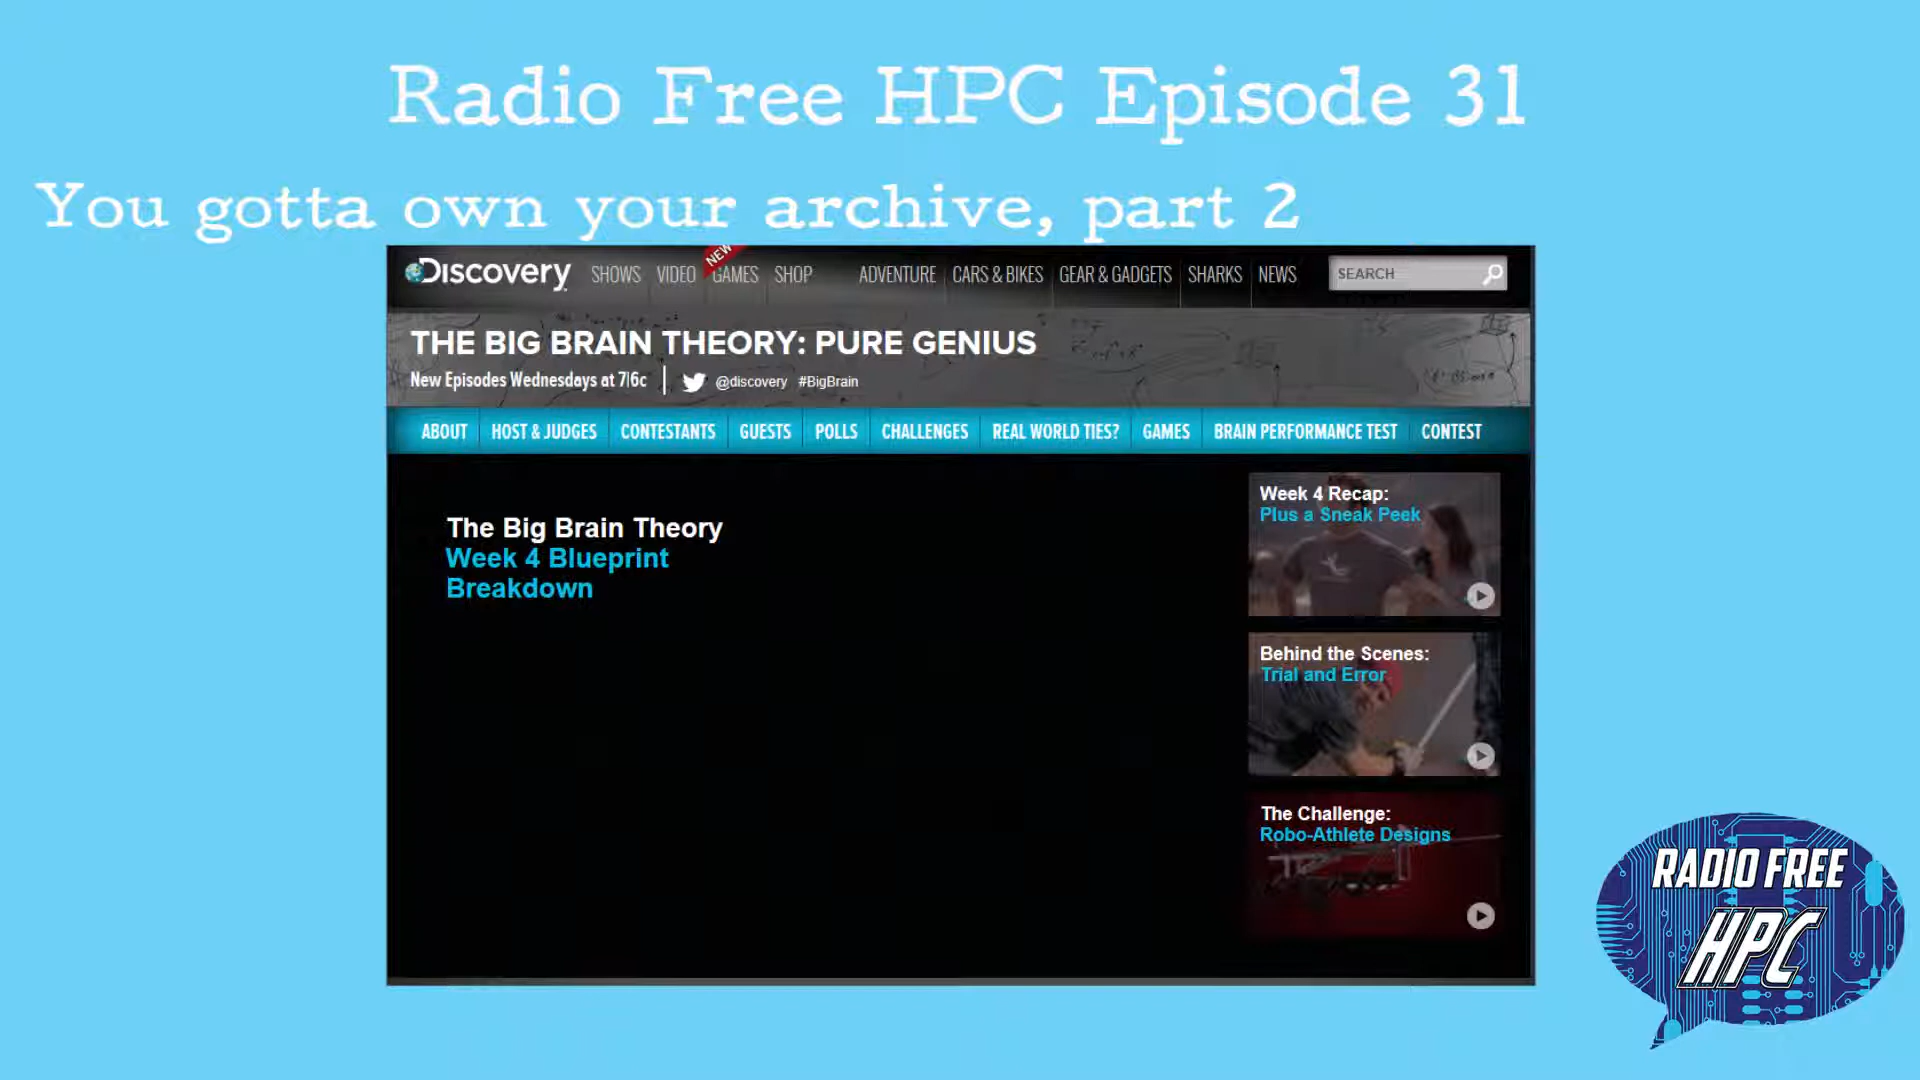 Radio Free HPC Episode 31
You gotta own your archive, part 2
Discovery SHOWS VIDEO NEW GAMES SHOP ADVENTURE CARS & BIKES GEAR & GADGETS SHARKS NEWS SEARCH
THE BIG BRAIN THEORY: PURE GENIUS
New Episodes Wednesdays at 7|6c @discovery #BigBrain
ABOUT HOST & JUDGES CONTESTANTS GUESTS POLLS CHALLENGES REAL WORLD TIES? GAMES BRAIN PERFORMANCE TEST CONTEST
The Big Brain Theory
Week 4 Blueprint
Breakdown
Week 4 Recap:
Plus a Sneak Peek
Behind the Scenes:
Trial and Error
The Challenge:
Robo-Athlete Designs
RADIO FREE
HPC